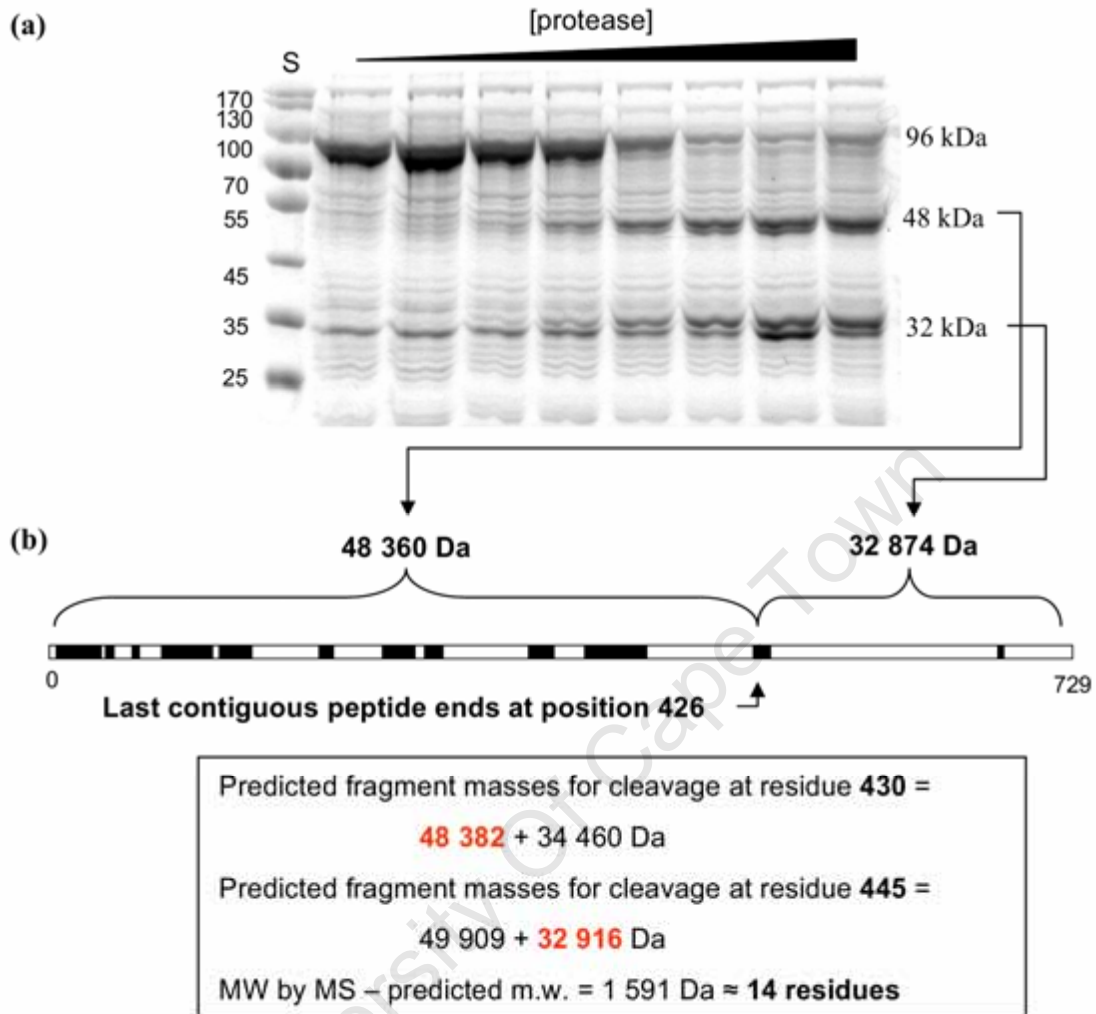 (a)
[protease]
S
170
130
100
70
55
45
35
25
96 kDa
48 kDa
32 kDa
(b)
48 360 Da
32 874 Da
0
729
Last contiguous peptide ends at position 426
Predicted fragment masses for cleavage at residue 430 =
48 382 + 34 460 Da
Predicted fragment masses for cleavage at residue 445 =
49 909 + 32 916 Da
MW by MS – predicted m.w. = 1 591 Da ≈ 14 residues
ersity Of Cape Town